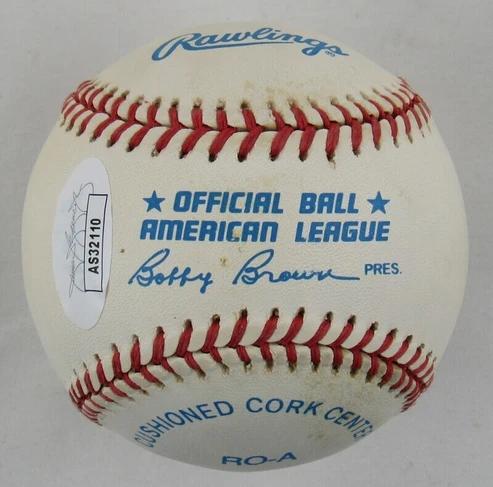 Rawlings
★ OFFICIAL BALL ★
AMERICAN LEAGUE
Bobby Brown PRES.
AS32110
CUSHIONED CORK CENTER
RO-A